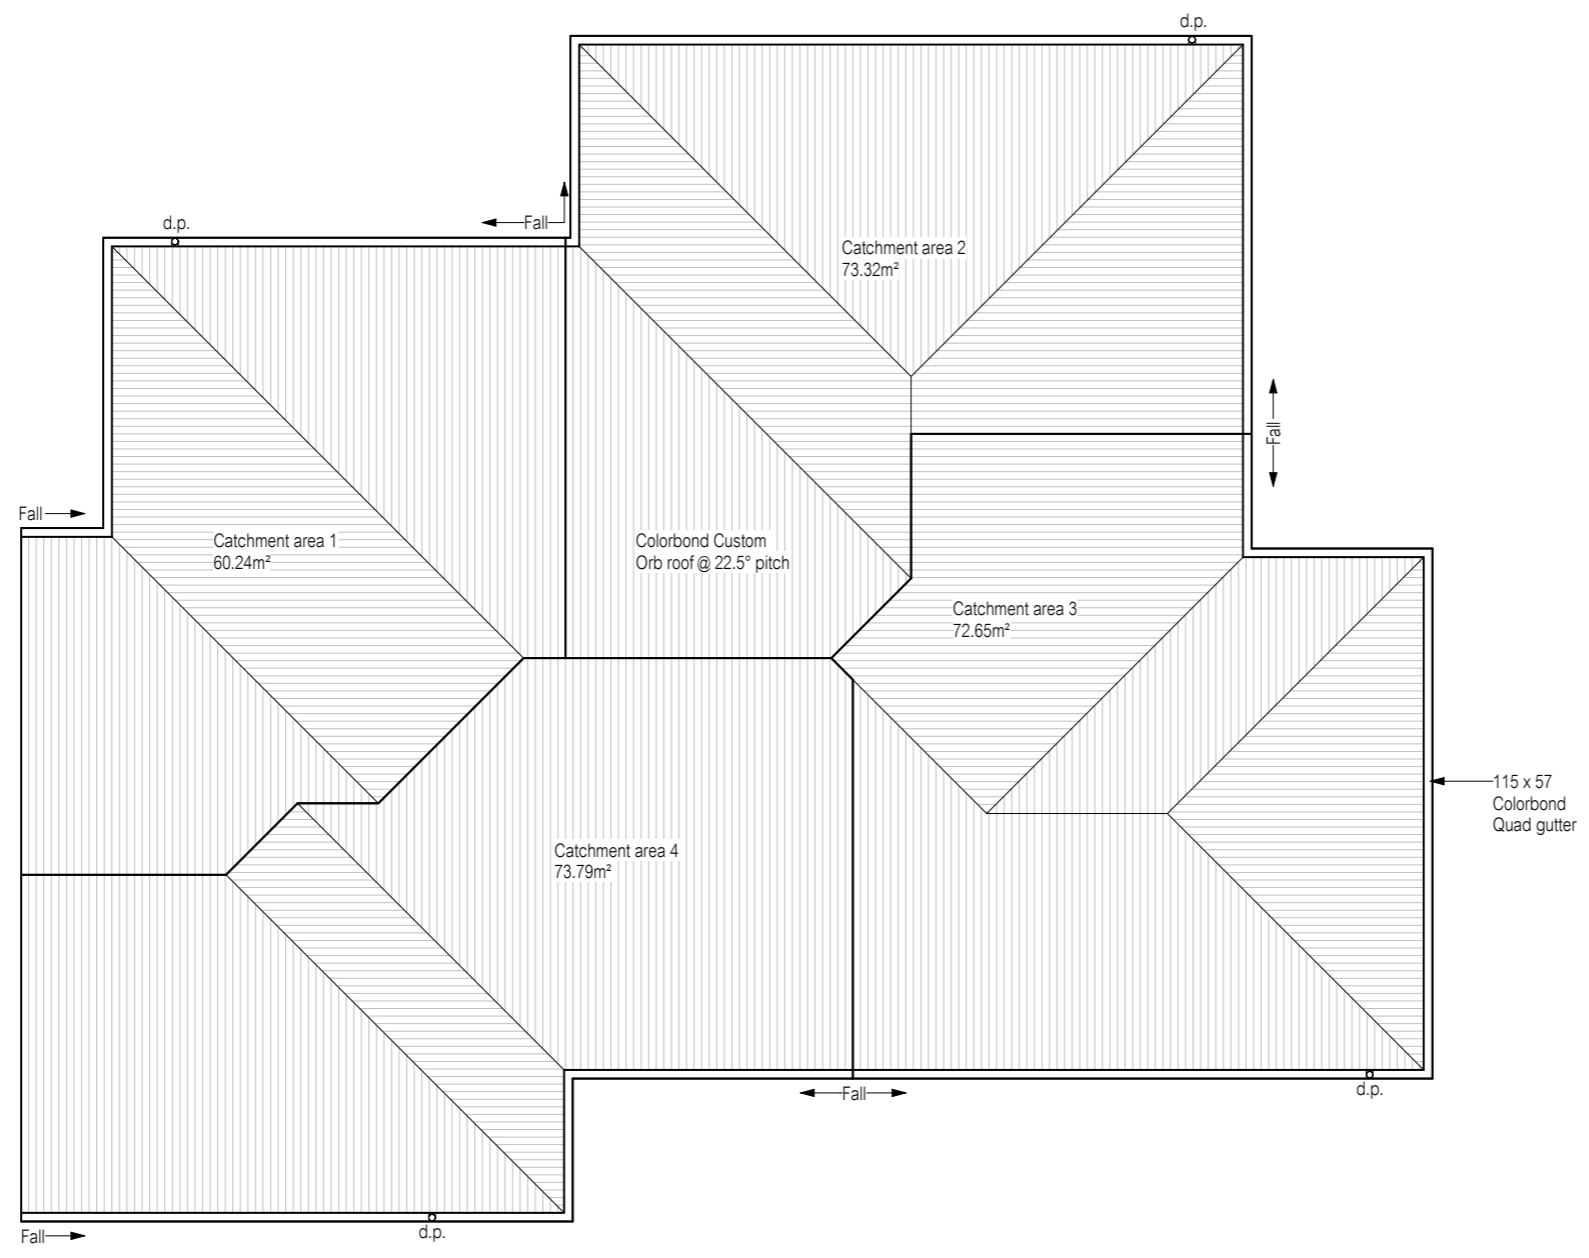 d.p.
d.p.
Fall
Catchment area 2
73.32m²
Fall
Fall
Catchment area 1
60.24m²
Colorbond Custom
Orb roof @ 22.5° pitch
Catchment area 3
72.65m²
115 x 57
Colorbond
Quad gutter
Catchment area 4
73.79m²
Fall
d.p.
Fall
d.p.